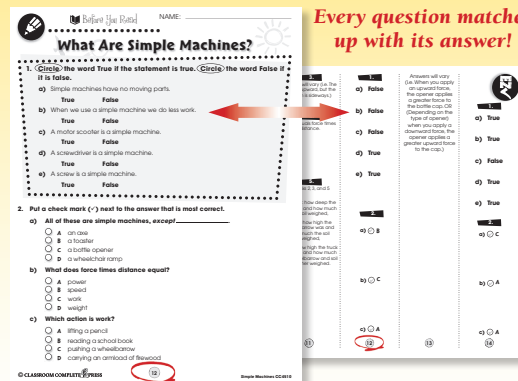 Every question matche
up with its answer!
Before You Read
NAME:
What Are Simple Machines?
1. Circle the word True if the statement is true. Circle the word False if
it is false.
a) Simple machines have no moving parts.
True False
b) When we use a simple machine we do less work.
True False
c) A motor scooter is a simple machine.
True False
d) A screwdriver is a simple machine.
True False
e) A screw is a simple machine.
True False
2. Put a check mark (✓) next to the answer that is most correct.
a) All of these are simple machines, except
A an axe
B a toaster
C a bottle opener
D a wheelchair ramp
b) What does force times distance equal?
A power
B speed
C work
D weight
c) Which action is work?
A lifting a pencil
B reading a school book
C pushing a wheelbarrow
D carrying an armload of firewood
© CLASSROOM COMPLETE PRESS
12
Simple Machines CC4510
11
1.
a) False
b) False
c) False
d) True
e) True
2.
a) B
b) C
c) A
12
Answers will vary
(i.e. When you apply
an upward force,
the opener applies
a greater force to
the bottle cap. OR
(Depending on the
type of opener)
when you apply a
downward force, the
opener applies a
greater upward force
to the cap.)
13
1.
a) True
b) True
c) False
d) True
e) True
2.
a) C
b) A
c) A
14